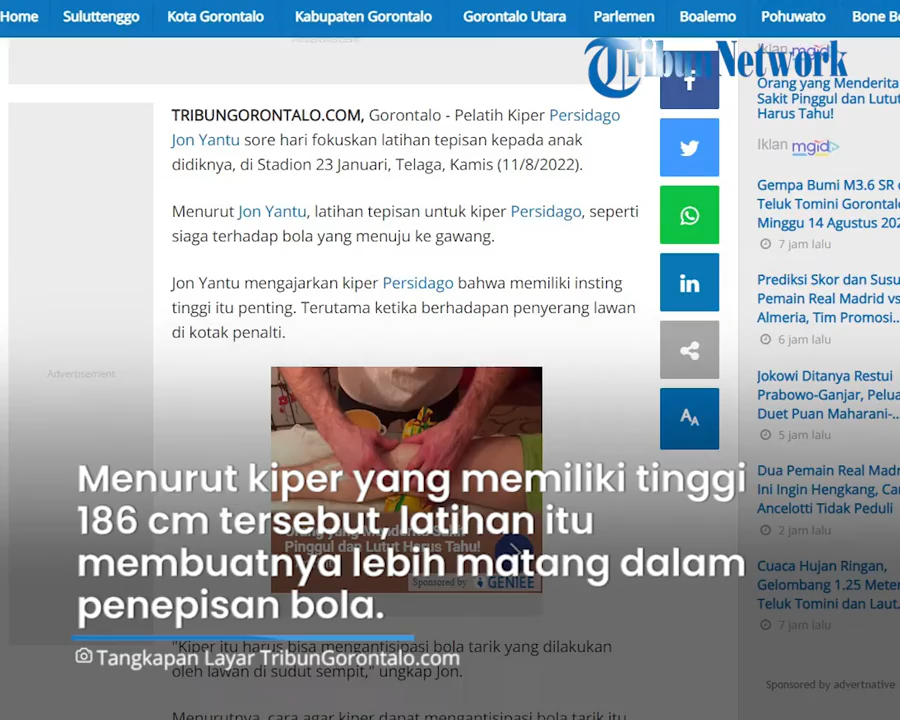 Home Suluttenggo Kota Gorontalo Kabupaten Gorontalo Gorontalo Utara Parlemen Boalemo Pohuwato Bone Bo
Advertisement
TribunNetwork
TRIBUNGORONTALO.COM, Gorontalo - Pelatih Kiper Persidago
Jon Yantu sore hari fokuskan latihan tepisan kepada anak
didiknya, di Stadion 23 Januari, Telaga, Kamis (11/8/2022).
Menurut Jon Yantu, latihan tepisan untuk kiper Persidago, seperti
siaga terhadap bola yang menuju ke gawang.
Jon Yantu mengajarkan kiper Persidago bahwa memiliki insting
tinggi itu penting. Terutama ketika berhadapan penyerang lawan
di kotak penalti.
Advertisement
Pinggul dan Lutut Harus Tahu!
Sponsored by GENIEE
Menurut kiper yang memiliki tinggi
186 cm tersebut, latihan itu
membuatnya lebih matang dalam
penepisan bola.
"Kiper itu harus bisa mengantisipasi bola tarik yang dilakukan
oleh lawan di sudut sempit," ungkap Jon.
Tangkapan Layar TribunGorontalo.com
Menurutnya, cara agar kiper dapat mengantisipasi bola tarik itu
Iklan mgid
Orang yang Menderita
Sakit Pinggul dan Lutut
Harus Tahu!
Iklan mgid
Gempa Bumi M3.6 SR
Teluk Tomini Gorontalo
Minggu 14 Agustus 202
7 jam lalu
Prediksi Skor dan Susu
Pemain Real Madrid vs
Almeria, Tim Promosi..
6 jam lalu
Jokowi Ditanya Restui
Prabowo-Ganjar, Pelua
Duet Puan Maharani-..
5 jam lalu
Dua Pemain Real Madr
Ini Ingin Hengkang, Ca
Ancelotti Tidak Peduli
2 jam lalu
Cuaca Hujan Ringan,
Gelombang 1.25 Meter
Teluk Tomini dan Laut.
7 jam lalu
Sponsored by advertnative